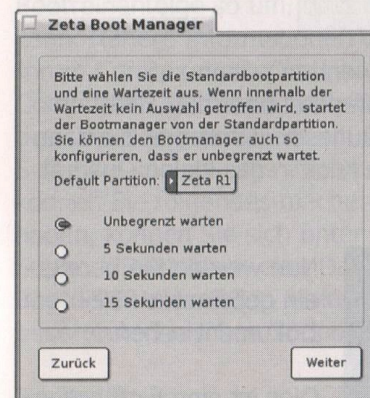 Zeta Boot Manager
Bitte wählen Sie die Standardbootpartition
und eine Wartezeit aus. Wenn innerhalb der
Wartezeit kein Auswahl getroffen wird, startet
der Bootmanager von der Standardpartition.
Sie können den Bootmanager auch so
konfigurieren, dass er unbegrenzt wartet.
Default Partition: Zeta R1
Unbegrenzt warten
5 Sekunden warten
10 Sekunden warten
15 Sekunden warten
Zurück Weiter